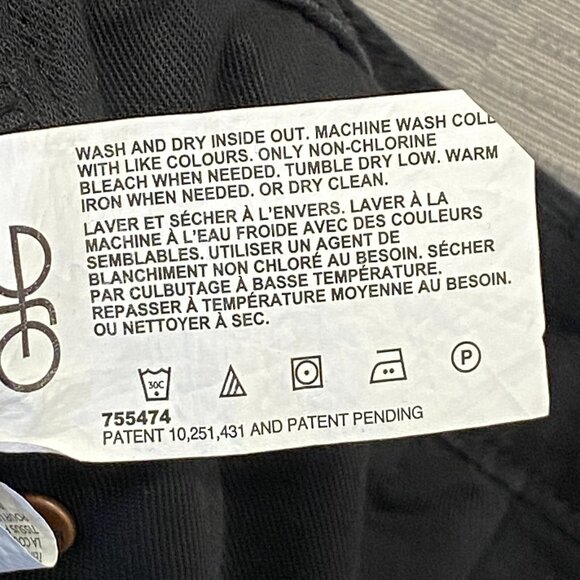 WASH AND DRY INSIDE OUT. MACHINE WASH COLD
WITH LIKE COLOURS. ONLY NON-CHLORINE
BLEACH WHEN NEEDED. TUMBLE DRY LOW. WARM
IRON WHEN NEEDED. OR DRY CLEAN.
LAVER ET SÉCHER À L'ENVERS. LAVER À LA
MACHINE À L'EAU FROIDE AVEC DES COULEURS
SEMBLABLES. UTILISER UN AGENT DE
BLANCHIMENT NON CHLORÉ AU BESOIN. SÉCHER
PAR CULBUTAGE À BASSE TEMPÉRATURE.
REPASSER À TEMPÉRATURE MOYENNE AU BESOIN.
OU NETTOYER À SEC.
30C
P
755474
PATENT 10,251,431 AND PATENT PENDING